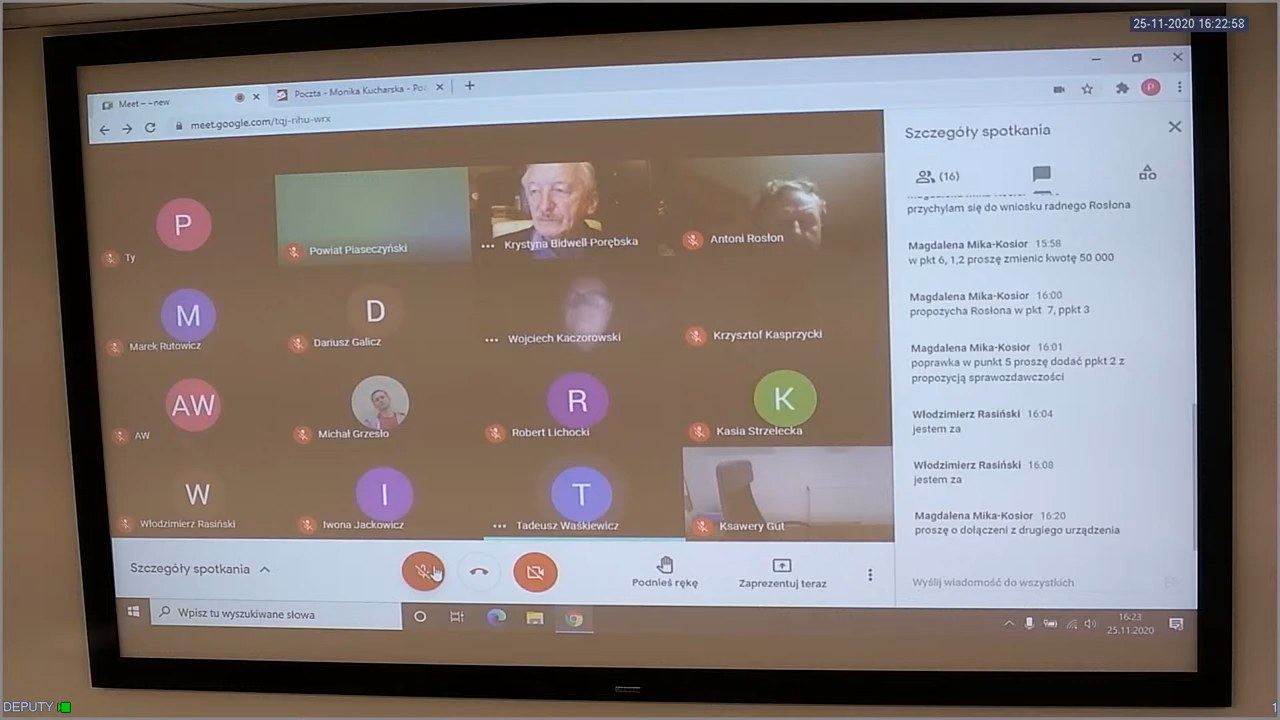 25-11-2020 16:22:58
Meet – –new
Poczta - Monika Kucharska - Po
meet.google.com/tqj-nhu-wrx
P
Szczegóły spotkania
(16)
P
Ty
Powiat Piaseczyński
Krystyna Bidwell-Porębska
Antoni Rosłon
M
Marek Rutowicz
D
Dariusz Galicz
Wojciech Kaczorowski
Krzysztof Kasprzycki
AW
AW
Michał Grzesło
R
Robert Lichocki
K
Kasia Strzelecka
W
Włodzimierz Rasiński
I
Iwona Jackowicz
T
Tadeusz Waśkiewicz
Ksawery Gut
przychylam się do wniosku radnego Rosłona
Magdalena Mika-Kosior 15:58
w pkt 6, 1,2 proszę zmienic kwotę 50 000
Magdalena Mika-Kosior 16:00
propozycha Rosłona w pkt 7, ppkt 3
Magdalena Mika-Kosior 16:01
poprawka w punkt 5 proszę dodać ppkt 2 z
propozycją sprawozdawczości
Włodzimierz Rasiński 16:04
jestem za
Włodzimierz Rasiński 16:08
jestem za
Magdalena Mika-Kosior 16:20
proszę o dołączeni z drugiego urządzenia
Wyślij wiadomość do wszystkich
Szczegóły spotkania
Podnieś rękę
Zaprezentuj teraz
Wpisz tu wyszukiwane słowa
16:23
25.11.2020
DEPUTY
1